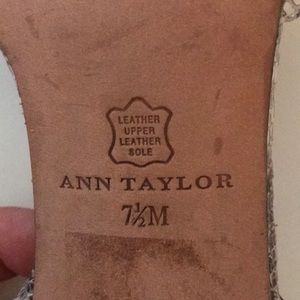 LEATHER
UPPER
LEATHER
SOLE
ANN TAYLOR
7½M